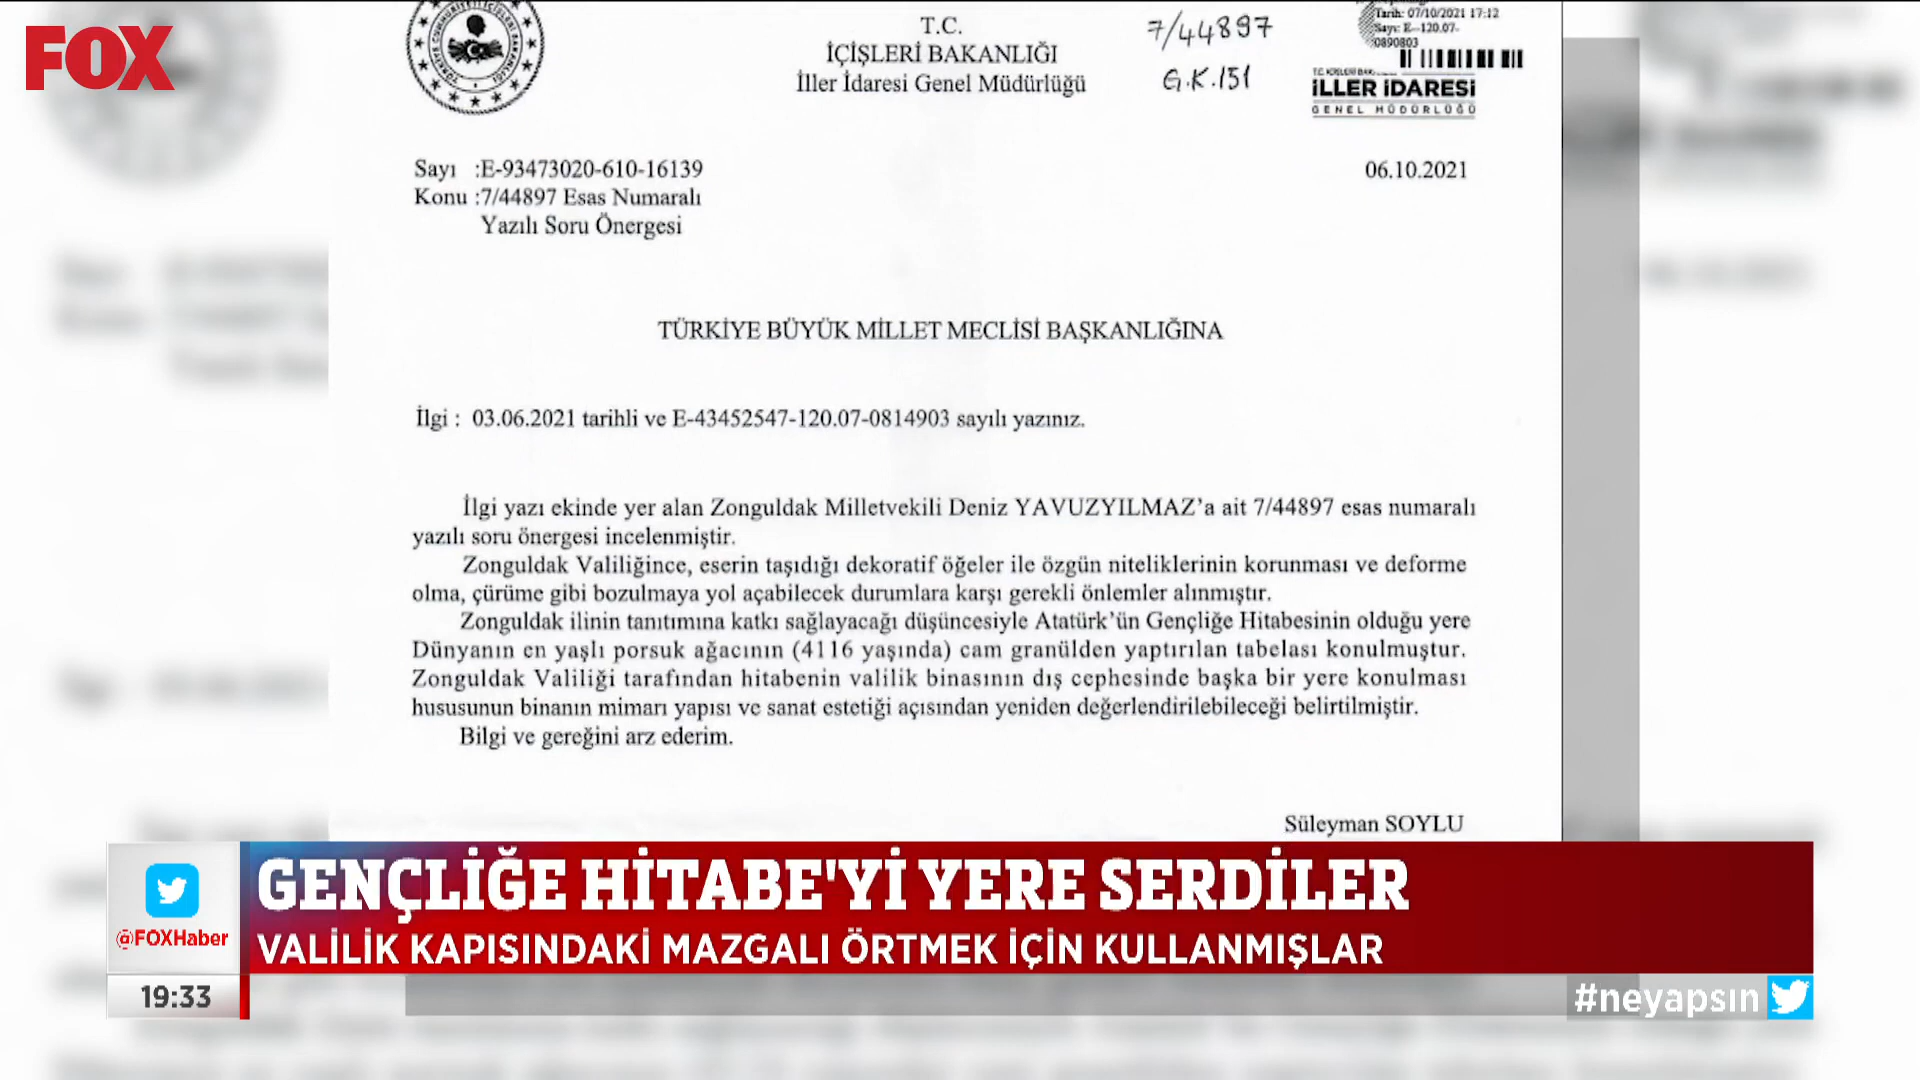 FOX
T.C.
İÇİŞLERİ BAKANLIĞI
İller İdaresi Genel Müdürlüğü
7/44897
G.K.151
Tarih: 07/10/2021 17:12
Sayı: E--120.07-
0890803
İLLER İDARESİ
GENEL MÜDÜRLÜĞÜ
Sayı :E-93473020-610-16139
06.10.2021
Konu :7/44897 Esas Numaralı
Yazılı Soru Önergesi
TÜRKİYE BÜYÜK MİLLET MECLİSİ BAŞKANLIĞINA
İlgi : 03.06.2021 tarihli ve E-43452547-120.07-0814903 sayılı yazınız.
İlgi yazı ekinde yer alan Zonguldak Milletvekili Deniz YAVUZYILMAZ'a ait 7/44897 esas numaralı
yazılı soru önergesi incelenmiştir.
Zonguldak Valiliğince, eserin taşıdığı dekoratif öğeler ile özgün niteliklerinin korunması ve deforme
olma, çürüme gibi bozulmaya yol açabilecek durumlara karşı gerekli önlemler alınmıştır.
Zonguldak ilinin tanıtımına katkı sağlayacağı düşüncesiyle Atatürk'ün Gençliğe Hitabesinin olduğu yere
Dünyanın en yaşlı porsuk ağacının (4116 yaşında) cam granülden yaptırılan tabelası konulmuştur.
Zonguldak Valiliği tarafından hitabenin valilik binasının dış cephesinde başka bir yere konulması
hususunun binanın mimarı yapısı ve sanat estetiği açısından yeniden değerlendirilebileceği belirtilmiştir.
Bilgi ve gereğini arz ederim.
Süleyman SOYLU
GENÇLİĞE HİTABE'Yİ YERE SERDİLER
@FOXHaber
VALİLİK KAPISINDAKİ MAZGALI ÖRTMEK İÇİN KULLANMIŞLAR
19:33
#neyapsın